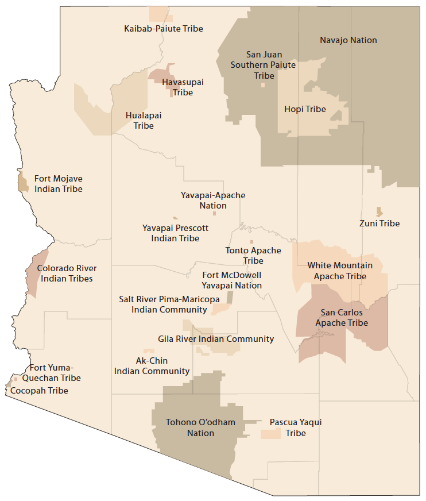 Kaibab-Paiute Tribe
Navajo Nation
San Juan
Southern Paiute
Tribe
Havasupai
Tribe
Hopi Tribe
Hualapai
Tribe
Fort Mojave
Indian Tribe
Yavapai-Apache
Nation
Zuni Tribe
Yavapai Prescott
Indian Tribe
Tonto Apache
Tribe
Colorado River
Indian Tribes
White Mountain
Apache Tribe
Fort McDowell
Yavapai Nation
Salt River Pima-Maricopa
Indian Community
San Carlos
Apache Tribe
Gila River Indian Community
Ak-Chin
Indian Community
Fort Yuma-
Quechan Tribe
Cocopah Tribe
Tohono O'odham
Nation
Pascua Yaqui
Tribe